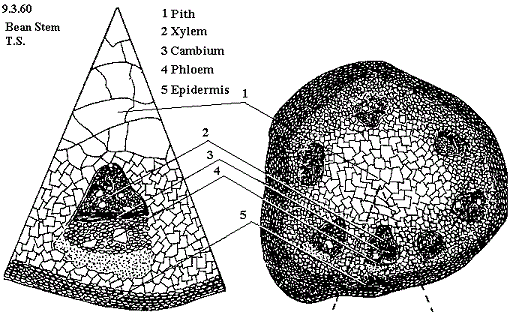 9.3.60
Bean Stem
T.S.
1 Pith
2 Xylem
3 Cambium
4 Phloem
5 Epidermis
1
2
3
4
5